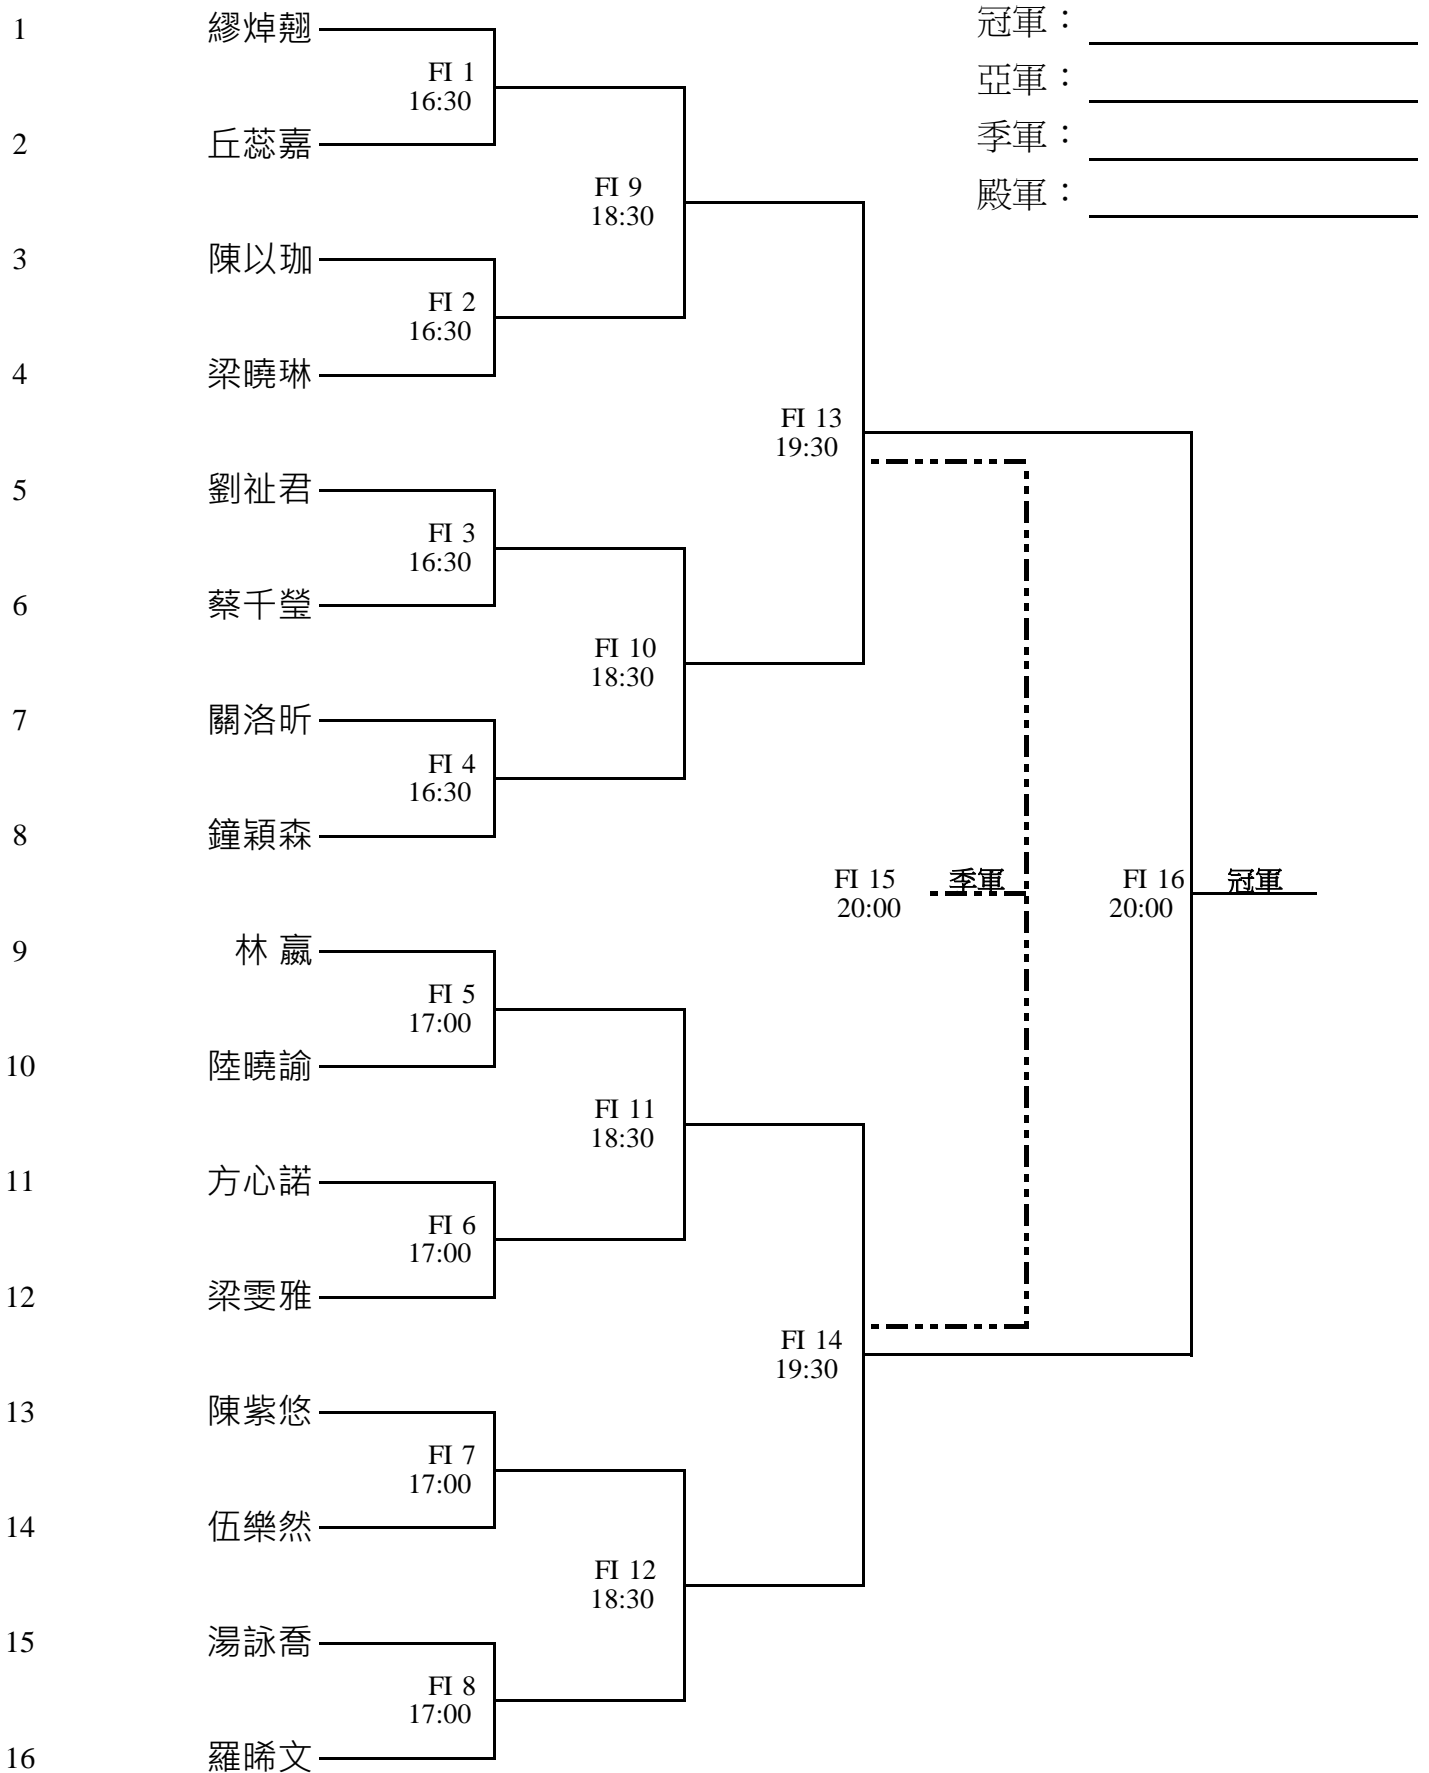 1 繆焯翹
冠軍：
FI 1
16:30
亞軍：
2 丘蕊嘉
季軍：
FI 9
18:30
殿軍：
3 陳以珈
FI 2
16:30
4 梁曉琳
FI 13
19:30
5 劉祉君
FI 3
16:30
6 蔡千瑩
FI 10
18:30
7 關洛昕
FI 4
16:30
8 鐘穎森
FI 15
20:00
季軍
FI 16
20:00
冠軍
9 林 嬴
FI 5
17:00
10 陸曉諭
FI 11
18:30
11 方心諾
FI 6
17:00
12 梁雯雅
FI 14
19:30
13 陳紫悠
FI 7
17:00
14 伍樂然
FI 12
18:30
15 湯詠喬
FI 8
17:00
16 羅晞文